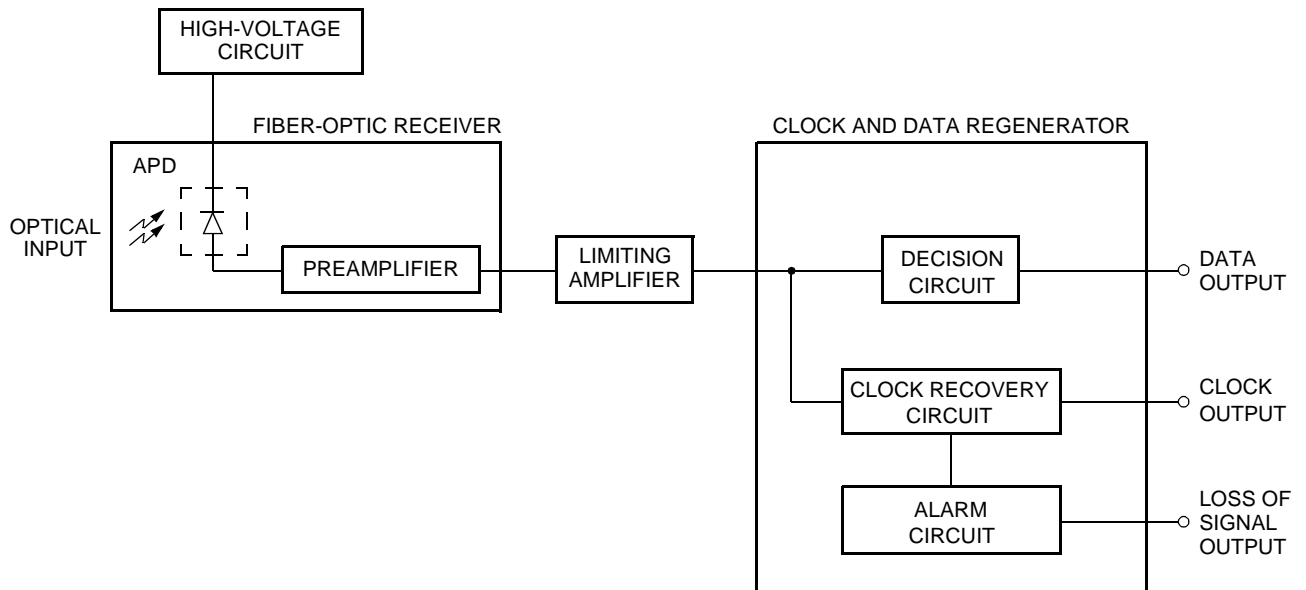 HIGH-VOLTAGE
CIRCUIT
FIBER-OPTIC RECEIVER
CLOCK AND DATA REGENERATOR
APD
OPTICAL
INPUT
PREAMPLIFIER
LIMITING
AMPLIFIER
DECISION
CIRCUIT
DATA
OUTPUT
CLOCK RECOVERY
CIRCUIT
CLOCK
OUTPUT
ALARM
CIRCUIT
LOSS OF
SIGNAL
OUTPUT